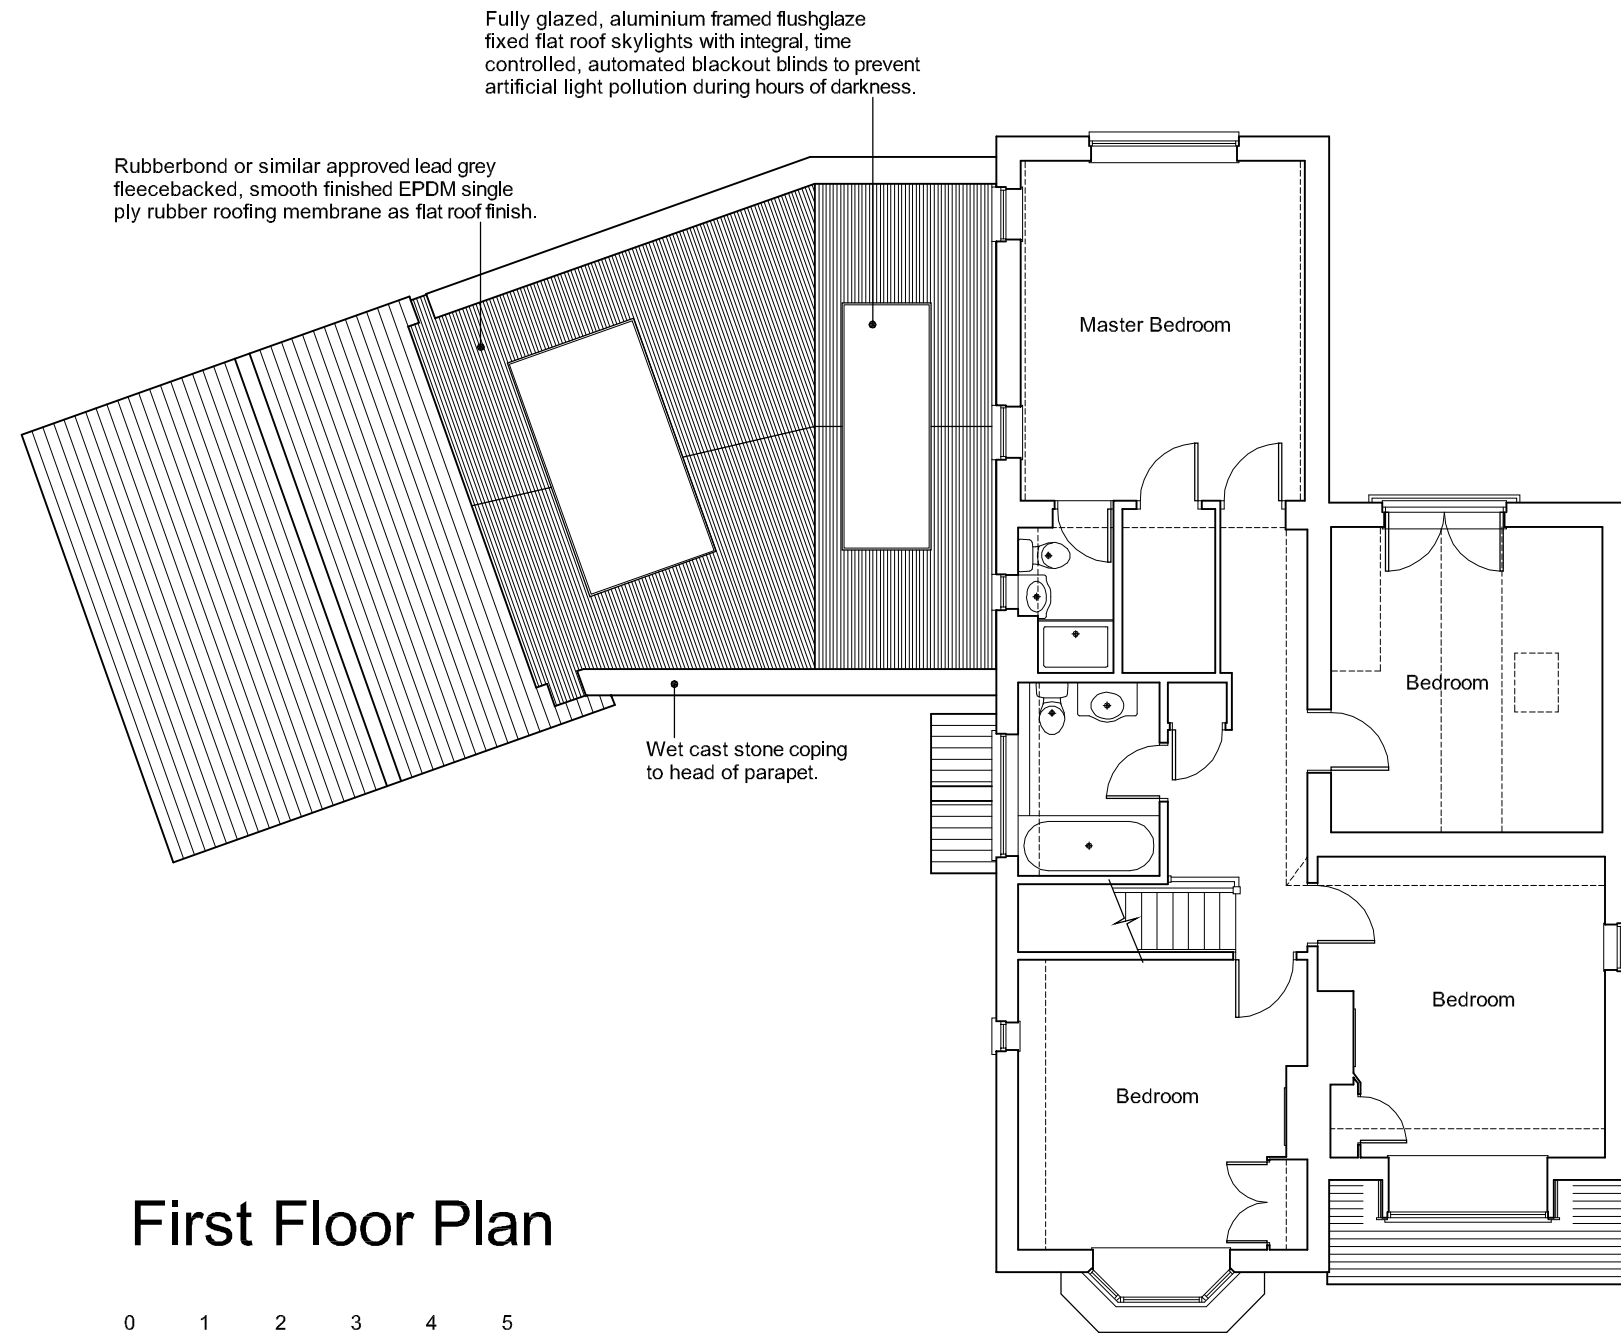 Fully glazed, aluminium framed flushglaze
fixed flat roof skylights with integral, time
controlled, automated blackout blinds to prevent
artificial light pollution during hours of darkness.
Rubberbond or similar approved lead grey
fleecebacked, smooth finished EPDM single
ply rubber roofing membrane as flat roof finish.
Master Bedroom
Bedroom
Wet cast stone coping
to head of parapet.
Bedroom
Bedroom
First Floor Plan
0 1 2 3 4 5